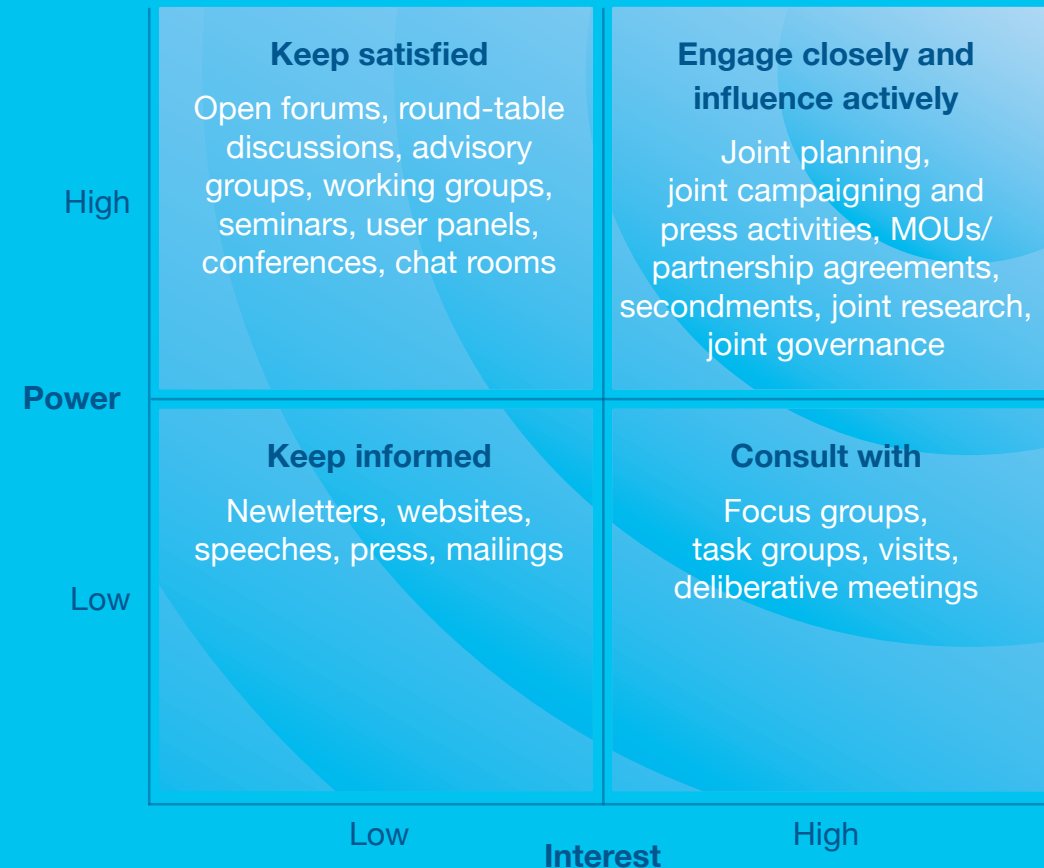 Keep satisfied
Open forums, round-table
discussions, advisory
groups, working groups,
seminars, user panels,
conferences, chat rooms
Engage closely and
influence actively
Joint planning,
joint campaigning and
press activities, MOUs/
partnership agreements,
secondments, joint research,
joint governance
High
Power
Keep informed
Newletters, websites,
speeches, press, mailings
Consult with
Focus groups,
task groups, visits,
deliberative meetings
Low
Low
High
Interest